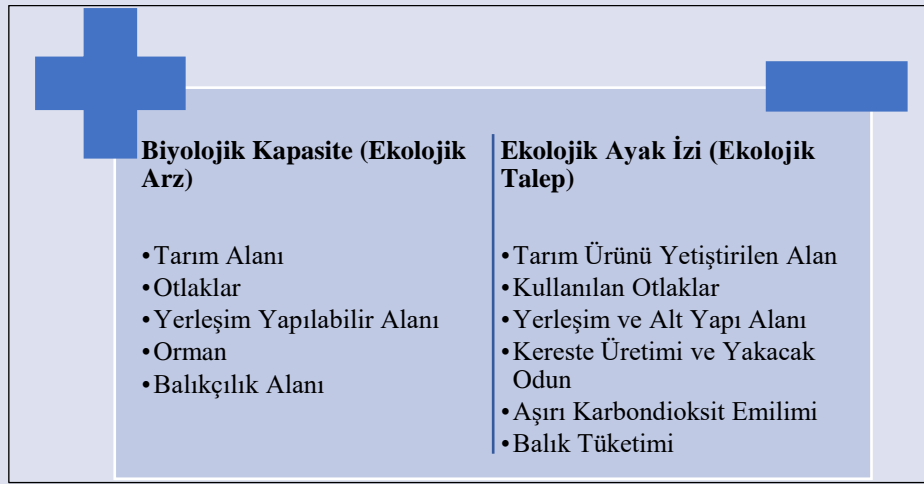 Biyolojik Kapasite (Ekolojik
Arz)
•Tarım Alanı
•Otlaklar
•Yerleşim Yapılabilir Alanı
•Orman
•Balıkçılık Alanı
Ekolojik Ayak İzi (Ekolojik
Talep)
•Tarım Ürünü Yetiştirilen Alan
•Kullanılan Otlaklar
•Yerleşim ve Alt Yapı Alanı
•Kereste Üretimi ve Yakacak
Odun
•Aşırı Karbondioksit Emilimi
•Balık Tüketimi